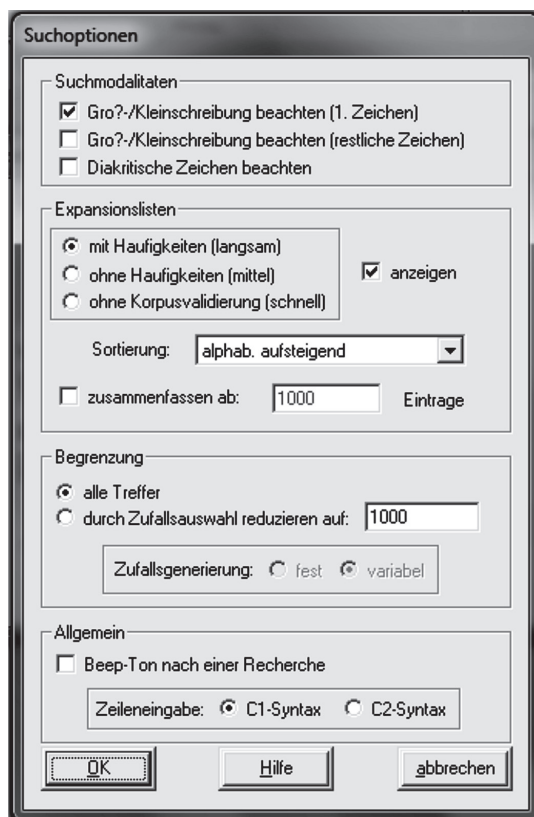 Suchoptionen
Suchmodalitaten
Gro?-/Kleinschreibung beachten (1. Zeichen)
Gro?-/Kleinschreibung beachten (restliche Zeichen)
Diakritische Zeichen beachten
Expansionslisten
mit Haufigkeiten (langsam)
ohne Haufigkeiten (mittel)
anzeigen
ohne Korpusvalidierung (schnell)
Sortierung: alphab. aufsteigend
zusammenfassen ab: 1000 Eintrage
Begrenzung
alle Treffer
durch Zufallsauswahl reduzieren auf: 1000
Zufallsgenerierung: fest variabel
Allgemein
Beep-Ton nach einer Recherche
Zeileneingabe: C1-Syntax C2-Syntax
OK Hilfe abbrechen